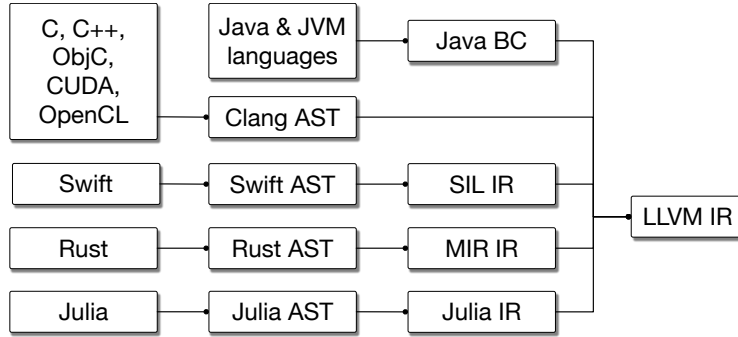 C, C++,
ObjC,
CUDA,
OpenCL
Java & JVM
languages
Java BC
Clang AST
Swift
Swift AST
SIL IR
LLVM IR
Rust
Rust AST
MIR IR
Julia
Julia AST
Julia IR